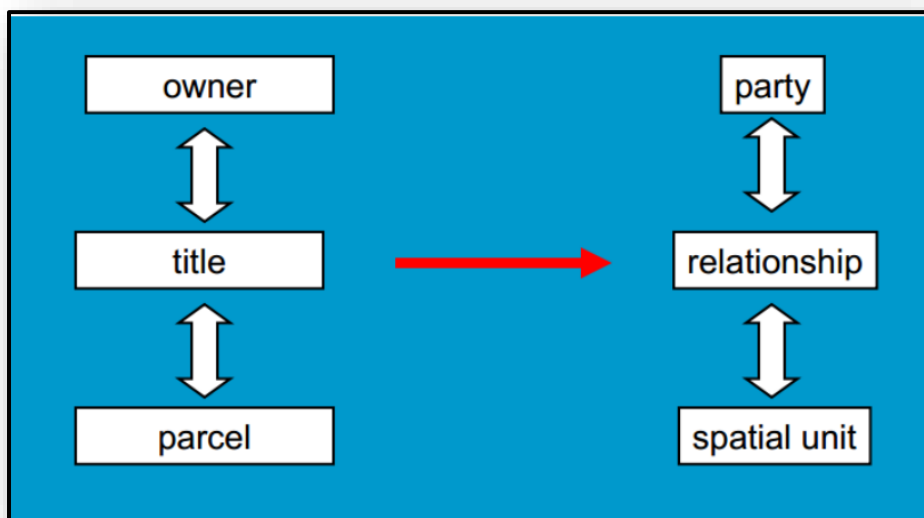 owner
title
parcel
party
relationship
spatial unit